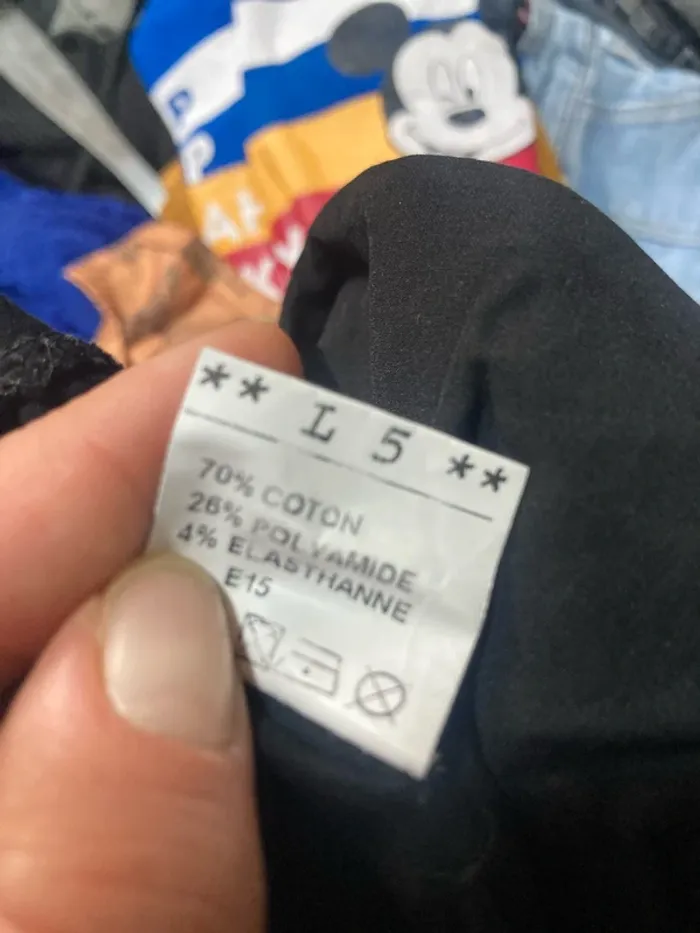 ** L 5 **
70% COTON
26% POLYAMIDE
4% ELASTHANNE
E15